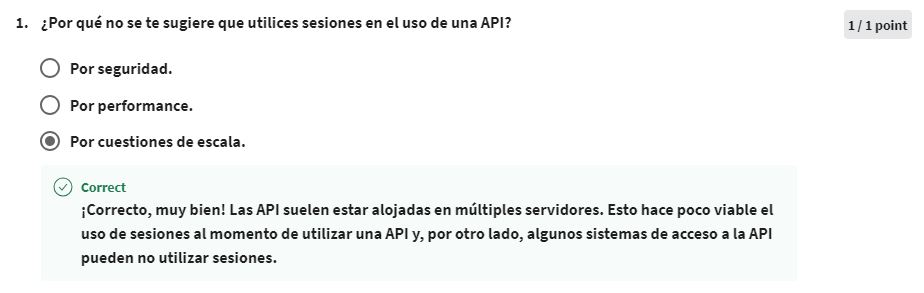 1. ¿Por qué no se te sugiere que utilices sesiones en el uso de una API?
1 / 1 point
Por seguridad.
Por performance.
Por cuestiones de escala.
Correct
¡Correcto, muy bien! Las API suelen estar alojadas en múltiples servidores. Esto hace poco viable el
uso de sesiones al momento de utilizar una API y, por otro lado, algunos sistemas de acceso a la API
pueden no utilizar sesiones.